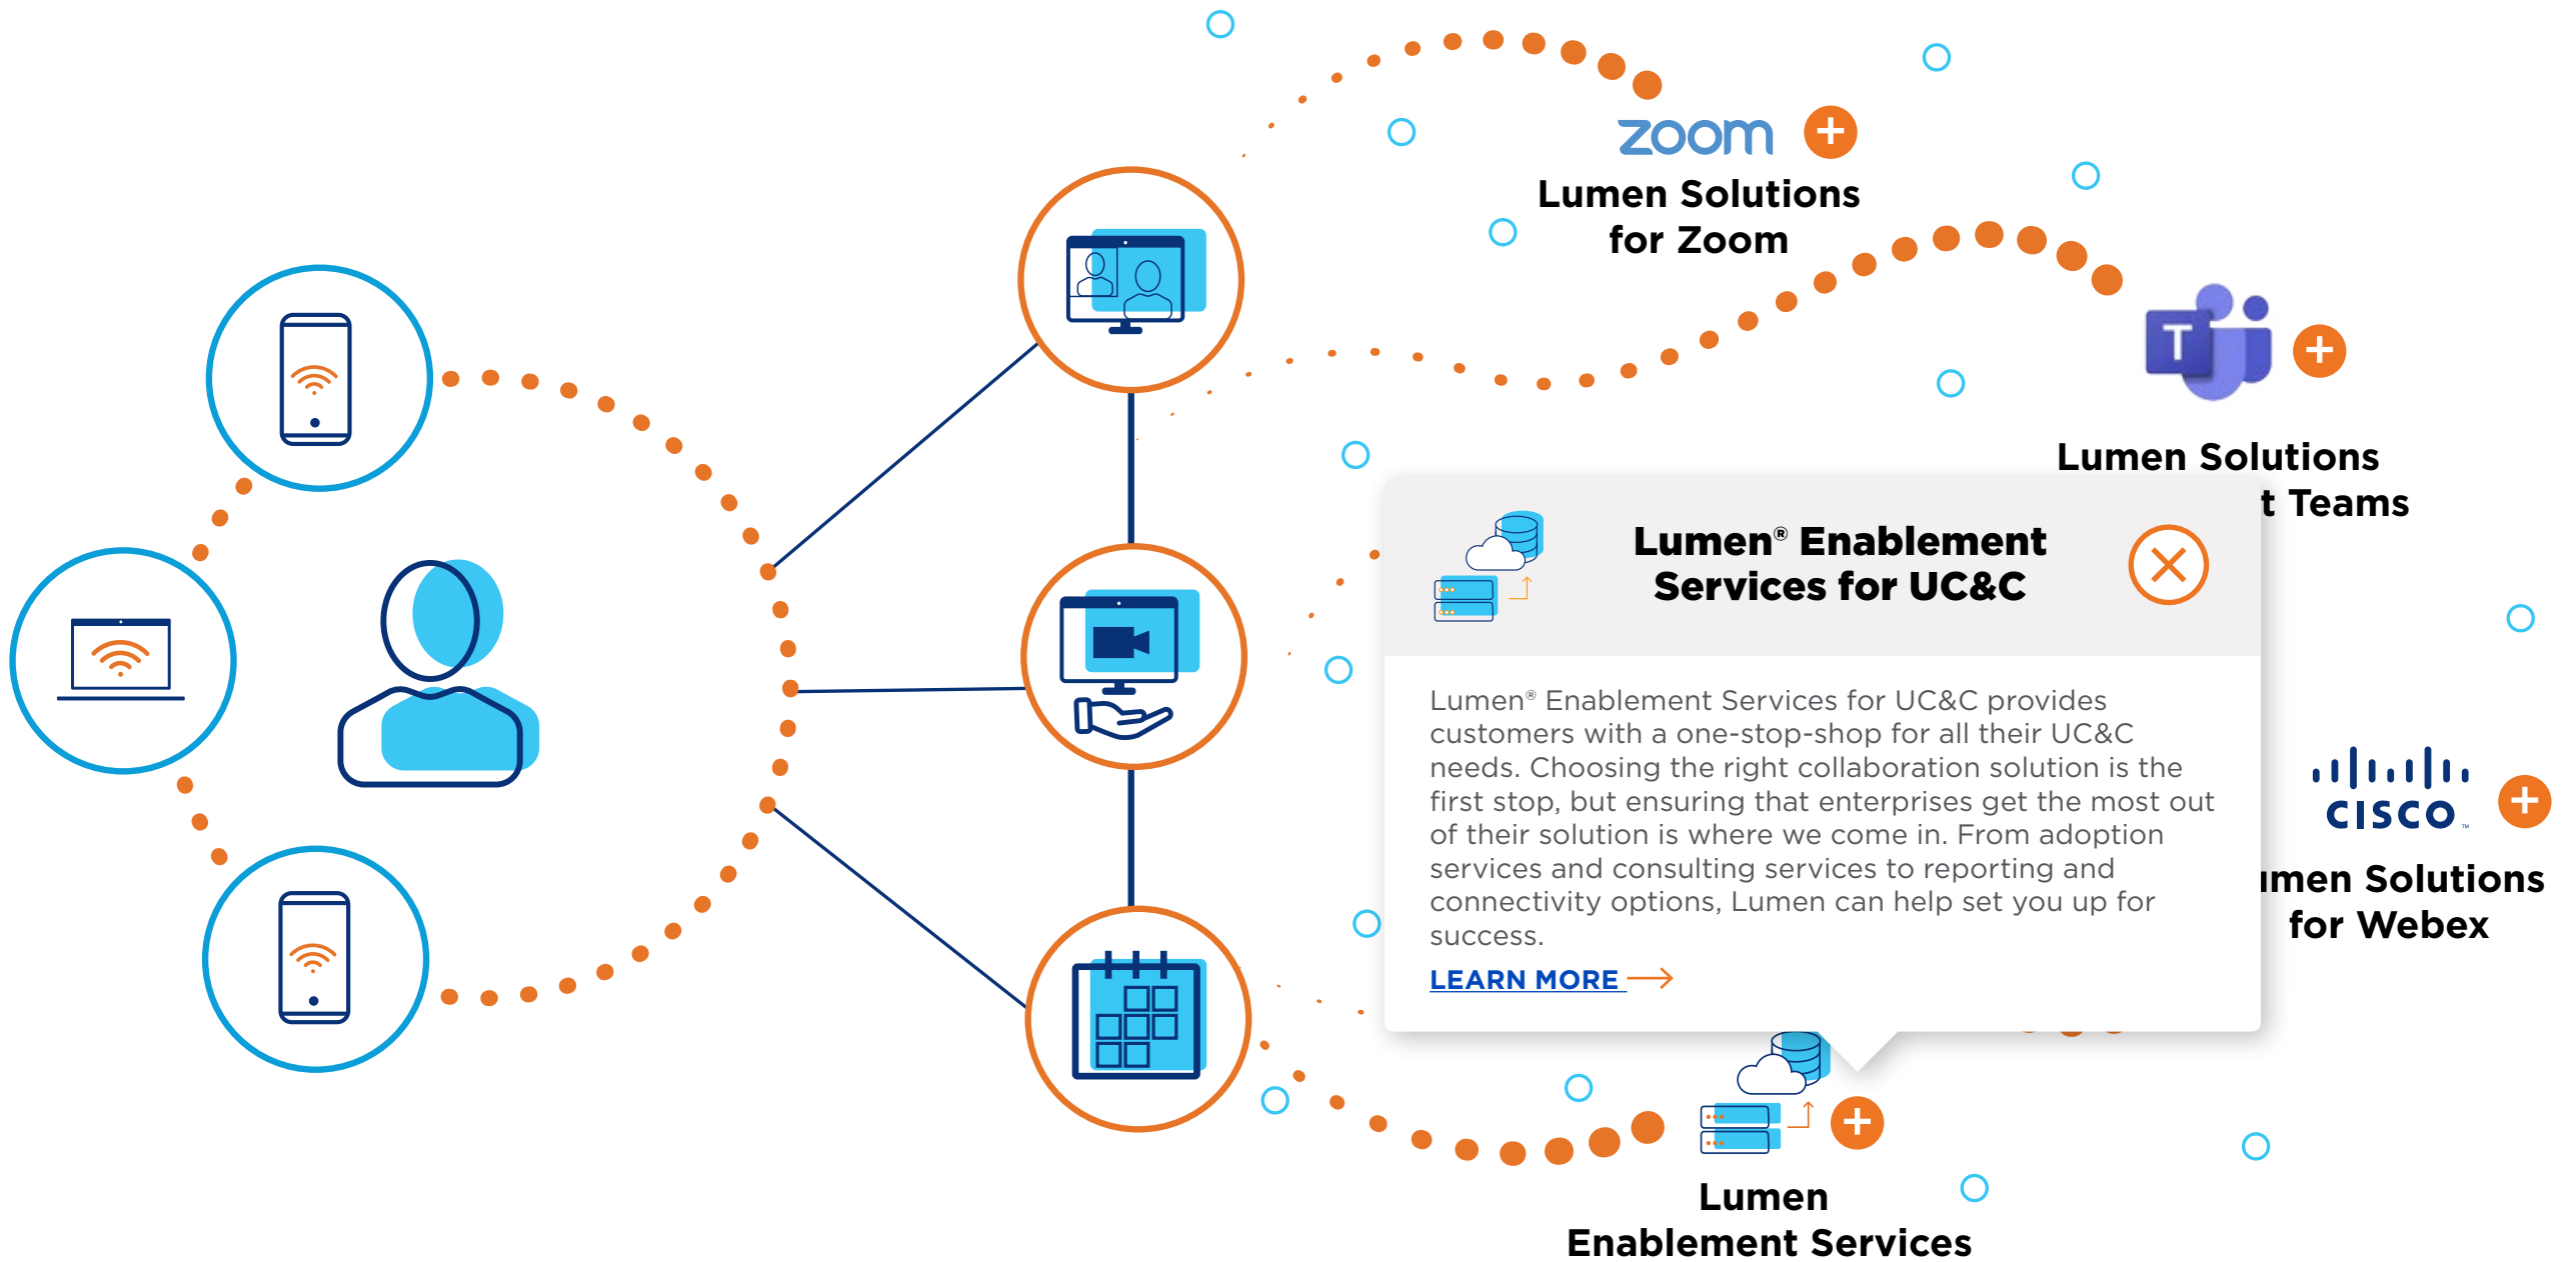 zoom
Lumen Solutions
for Zoom
T
Lumen Solutions
Teams
Lumen® Enablement
Services for UC&C
Lumen® Enablement Services for UC&C provides
customers with a one-stop-shop for all their UC&C
needs. Choosing the right collaboration solution is the
first stop, but ensuring that enterprises get the most out
of their solution is where we come in. From adoption
services and consulting services to reporting and
connectivity options, Lumen can help set you up for
success.
LEARN MORE
CISCO™
Solutions
for Webex
Lumen
Enablement Services